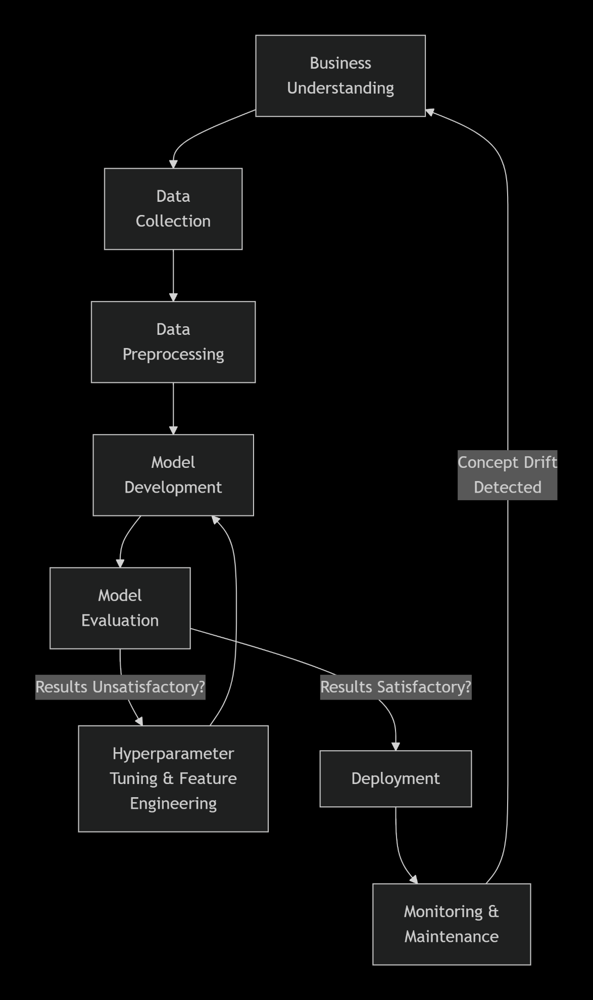 Business
Understanding
Data
Collection
Data
Preprocessing
Model
Development
Concept Drift
Detected
Model
Evaluation
Results Unsatisfactory?
Results Satisfactory?
Hyperparameter
Tuning & Feature
Engineering
Deployment
Monitoring &
Maintenance